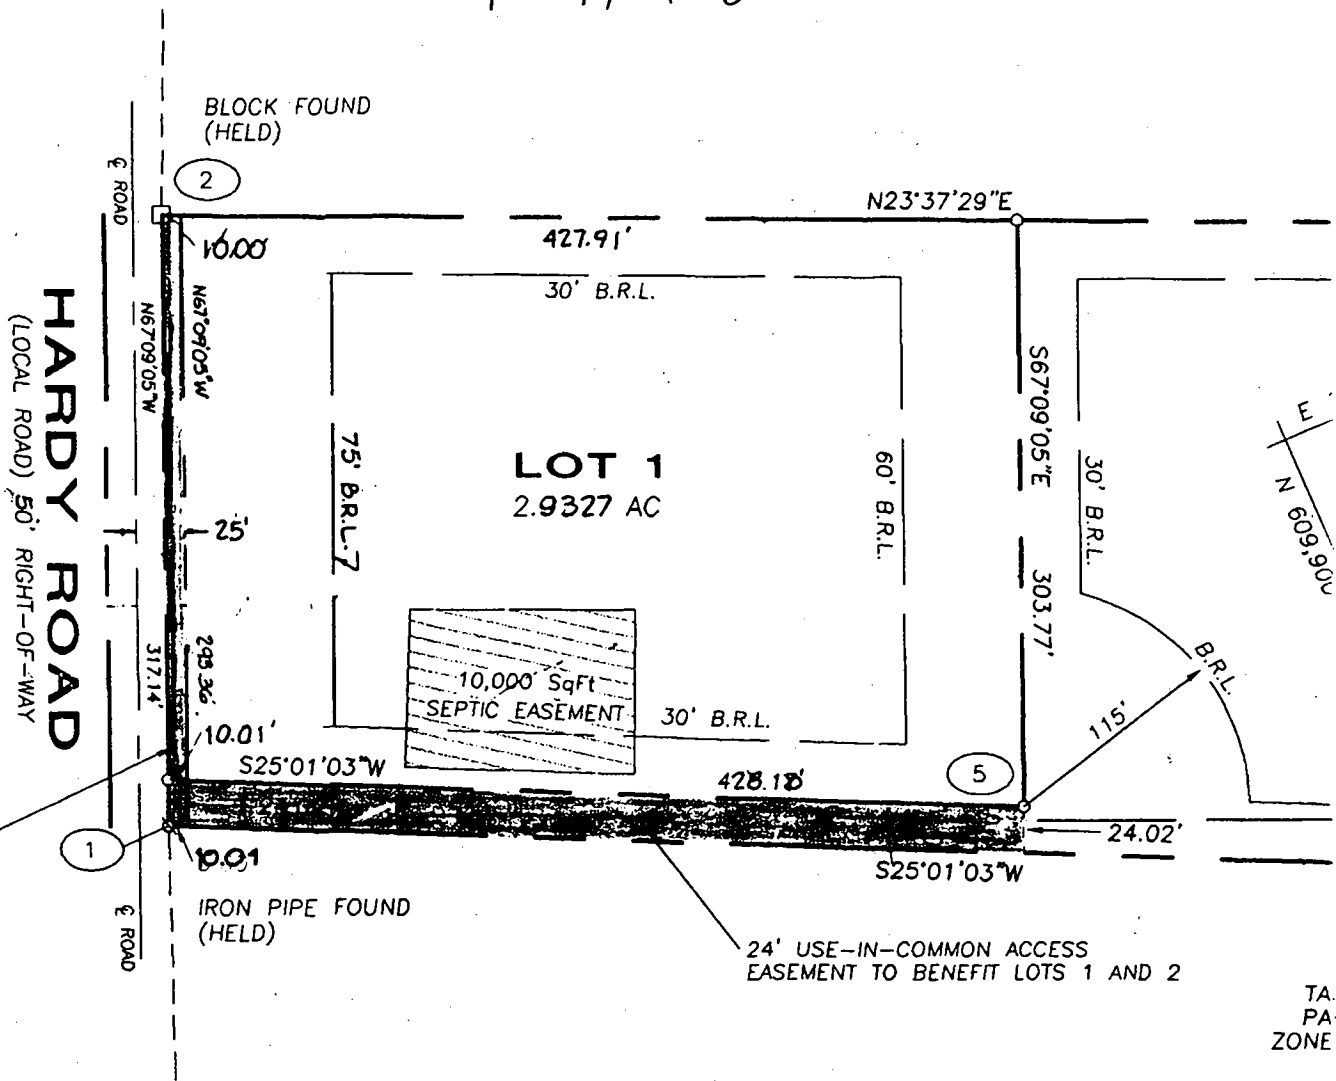 BLOCK FOUND
(HELD)
℄ ROAD
2
N23°37'29"E
10.00
427.91'
30' B.R.L.
HARDY ROAD
(LOCAL ROAD) 50' RIGHT-OF-WAY
N67°09'05"W
N67°09'05"W
S67°09'05"E
303.77'
30' B.R.L.
E
N 609,900
75' B.R.L.
LOT 1
2.9327 AC
60' B.R.L.
25'
317.14'
10,000 SqFt
SEPTIC EASEMENT
30' B.R.L.
B.R.L.
115'
10.01'
S25°01'03"W
5
24.02'
1
10.01
S25°01'03"W
℄ ROAD
IRON PIPE FOUND
(HELD)
24' USE-IN-COMMON ACCESS
EASEMENT TO BENEFIT LOTS 1 AND 2
TA
PA
ZONE